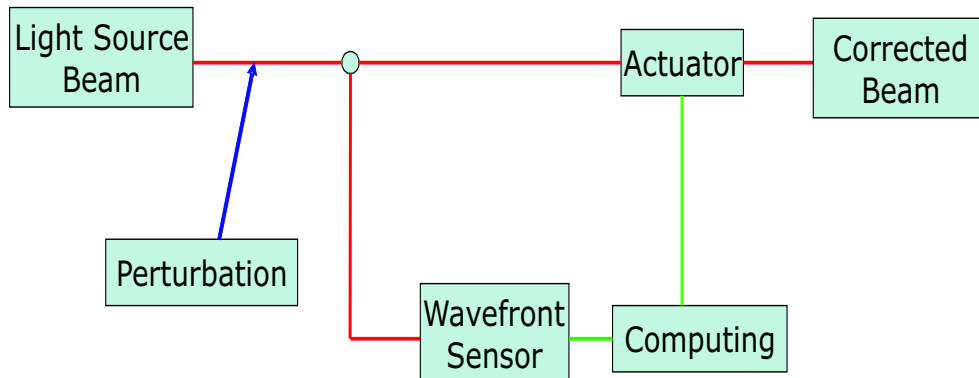 Light Source
Beam
Actuator
Corrected
Beam
Perturbation
Wavefront
Sensor
Computing